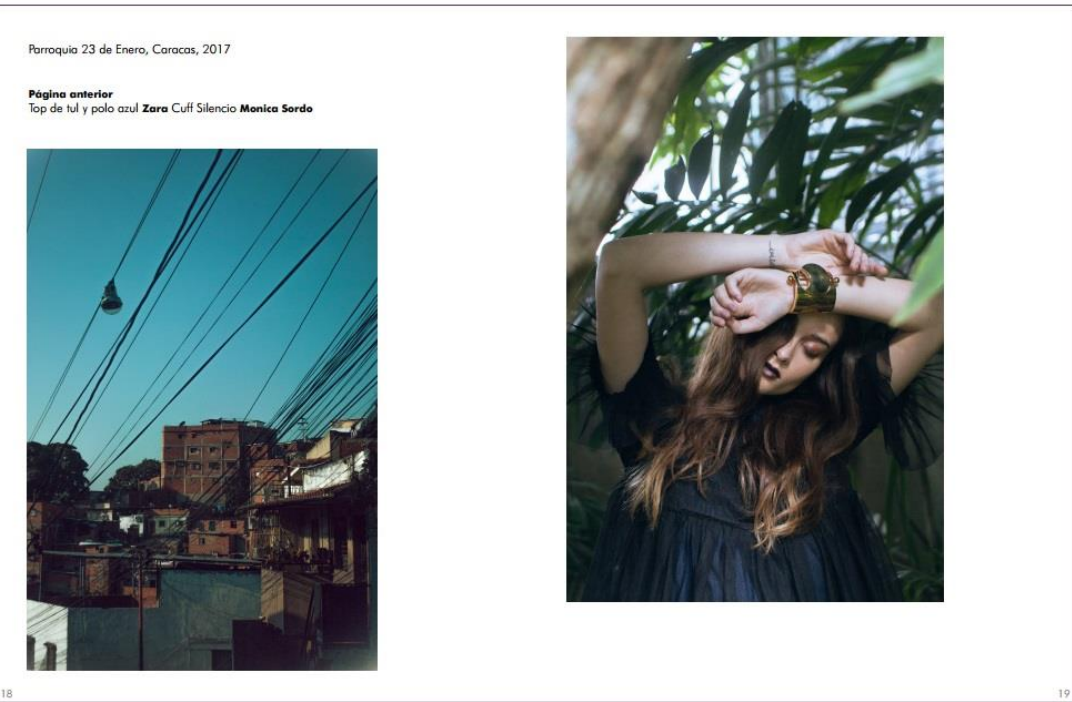 Parroquia 23 de Enero, Caracas, 2017
Página anterior
Top de tul y polo azul Zara Cuff Silencio Monica Sordo
18
19